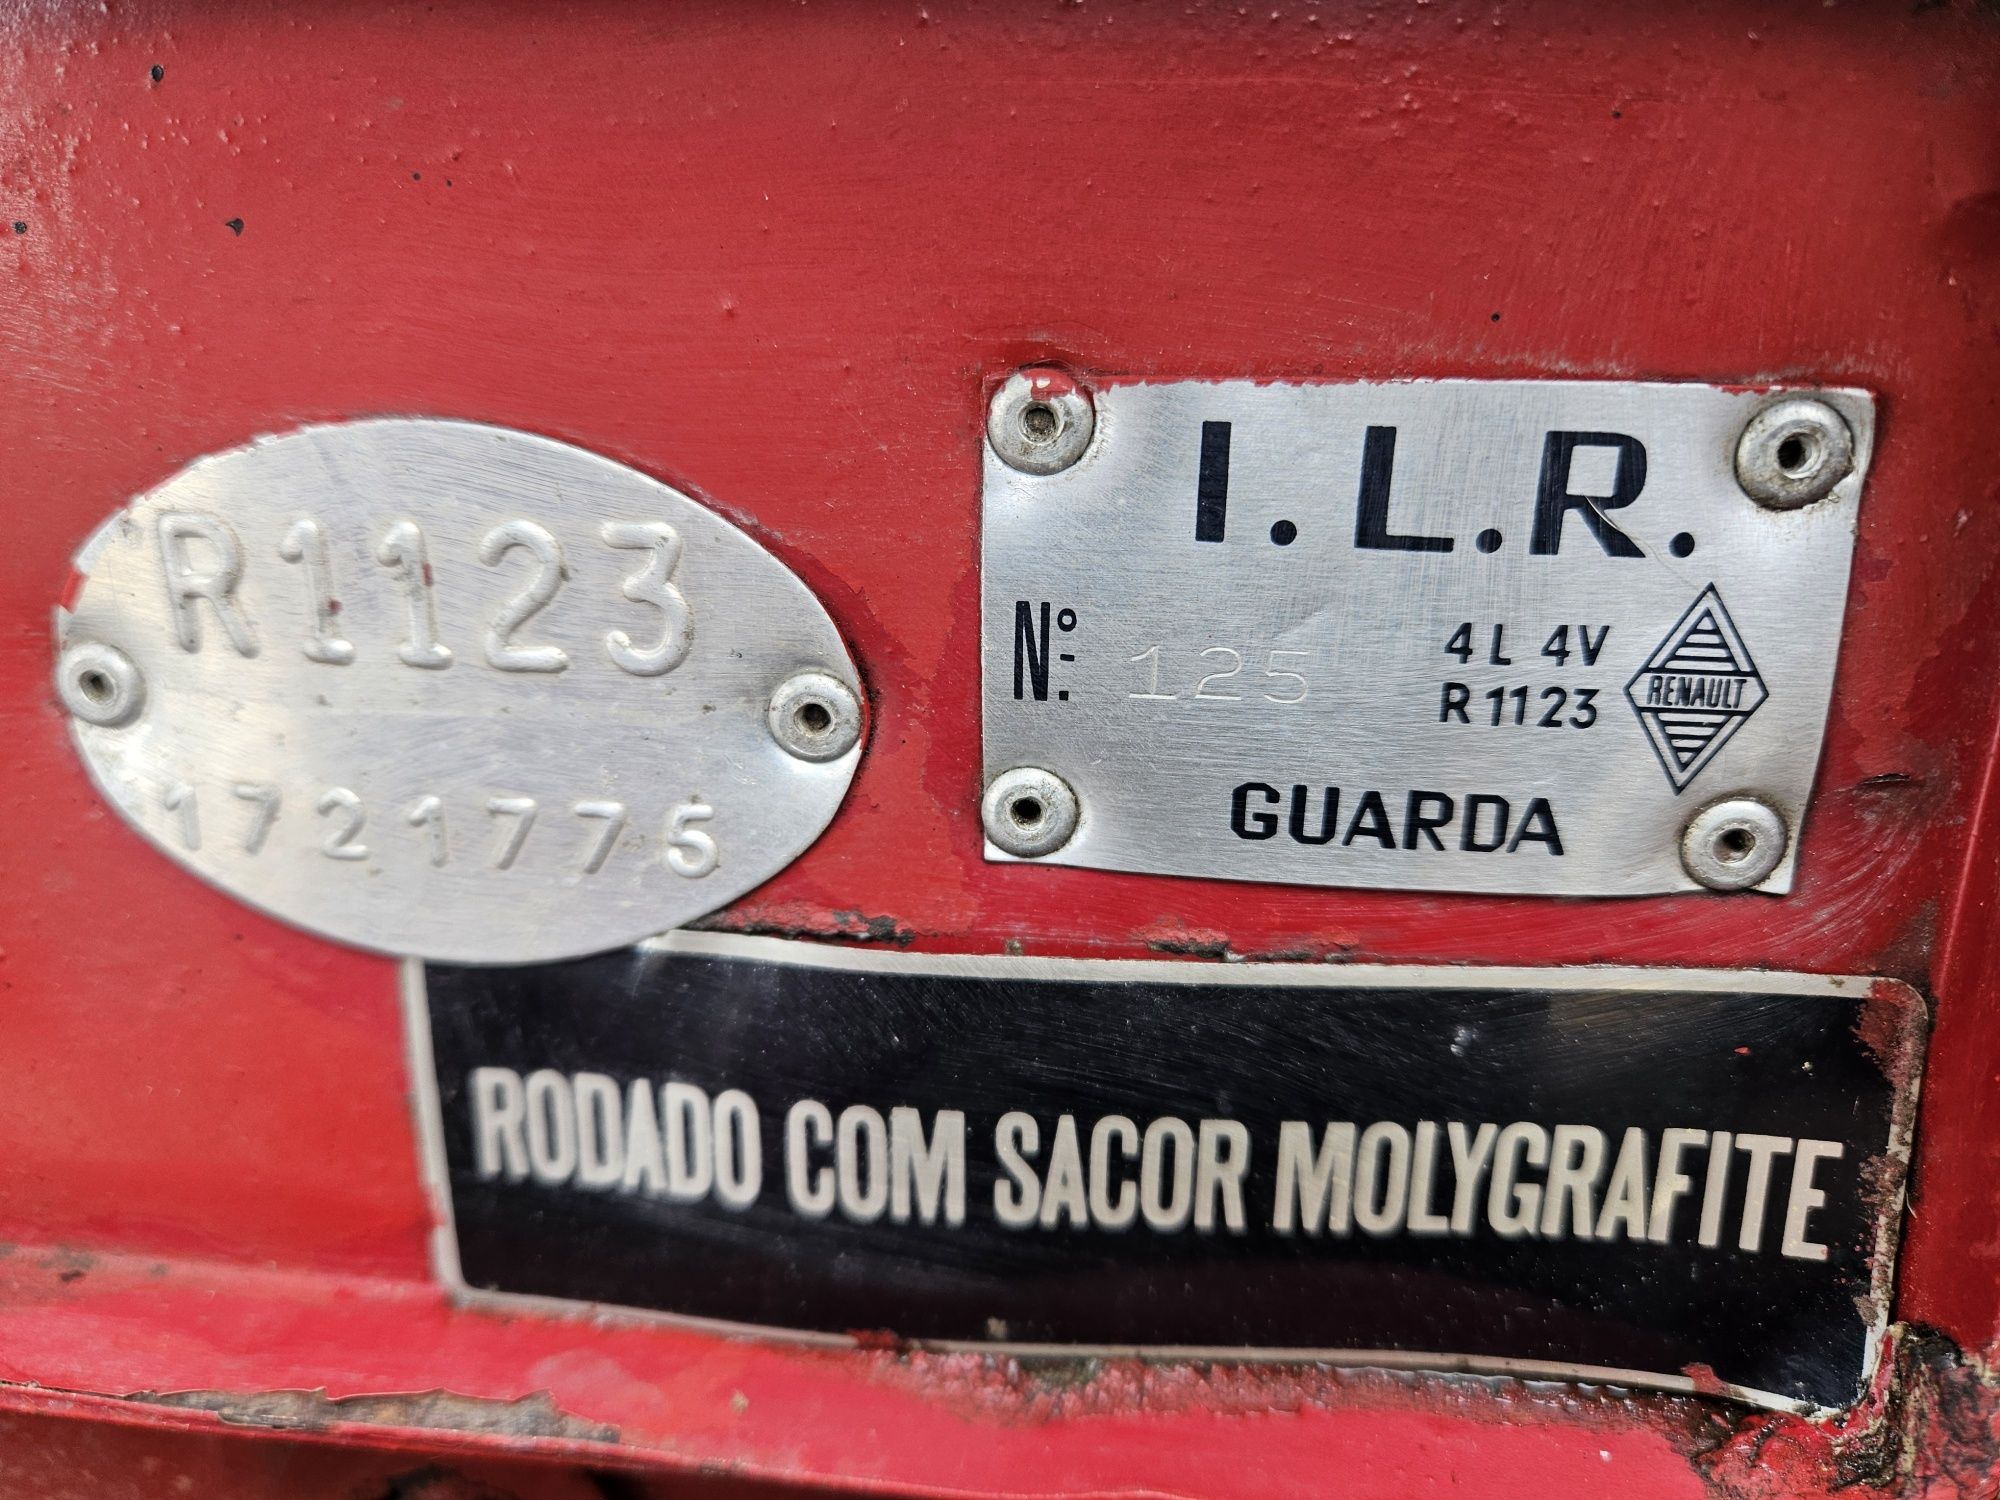 R1123
1721775
I.L.R.
Nº. 125
4L 4V
R1123
RENAULT
GUARDA
RODADO COM SACOR MOLYGRAFITE